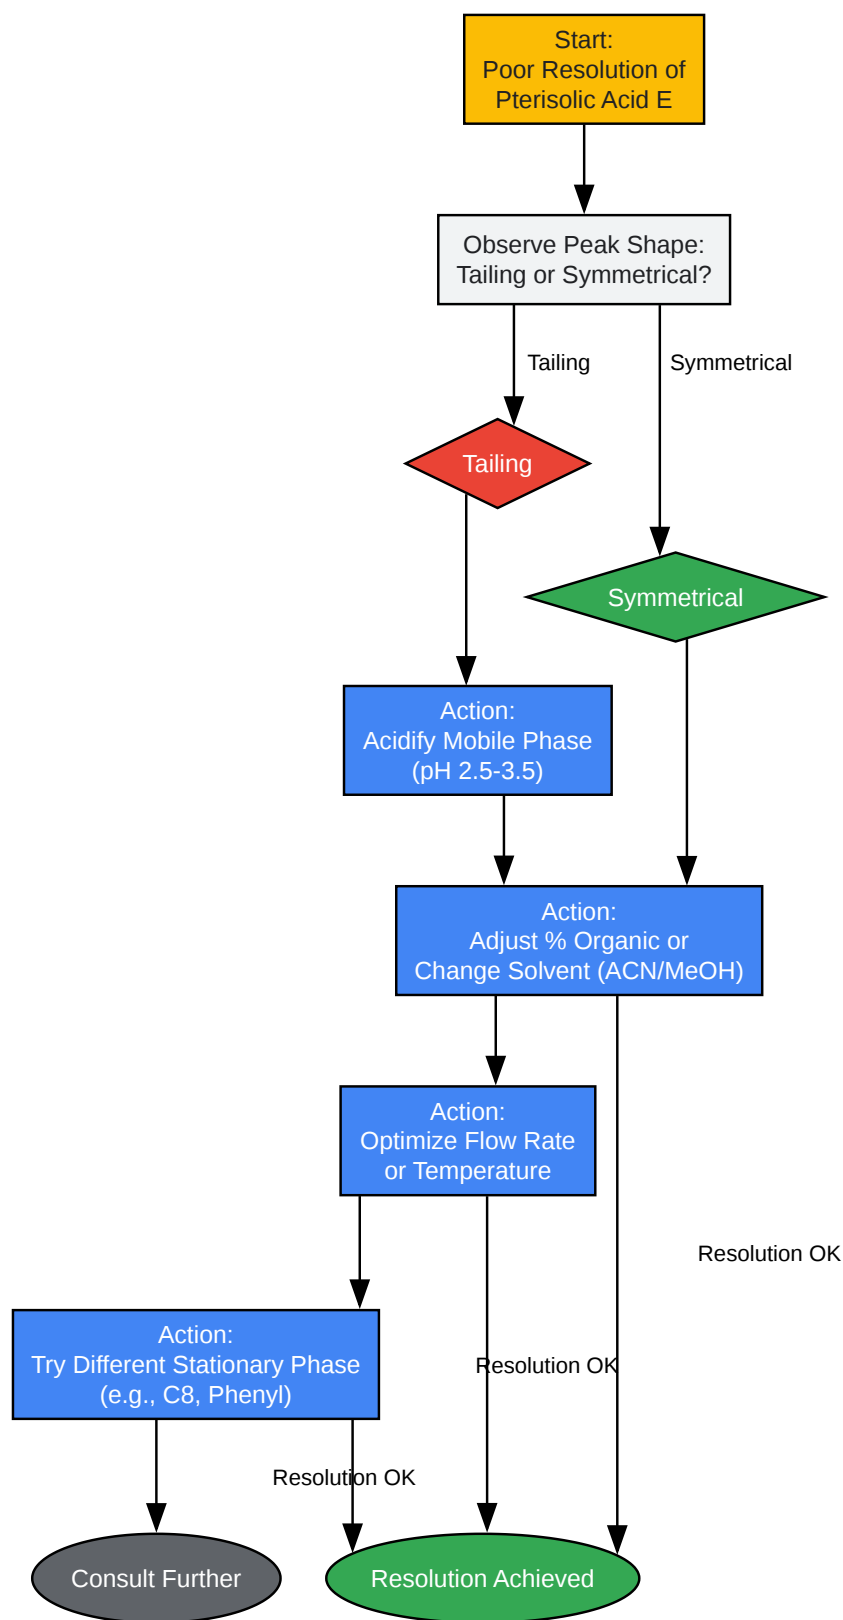 Start:
Poor Resolution of
Pterisolic Acid E
Observe Peak Shape:
Tailing or Symmetrical?
Tailing
Symmetrical
Tailing
Symmetrical
Action:
Acidify Mobile Phase
(pH 2.5-3.5)
Action:
Adjust % Organic or
Change Solvent (ACN/MeOH)
Action:
Optimize Flow Rate
or Temperature
Resolution OK
Action:
Try Different Stationary Phase
(e.g., C8, Phenyl)
Resolution OK
Resolution OK
Consult Further
Resolution Achieved